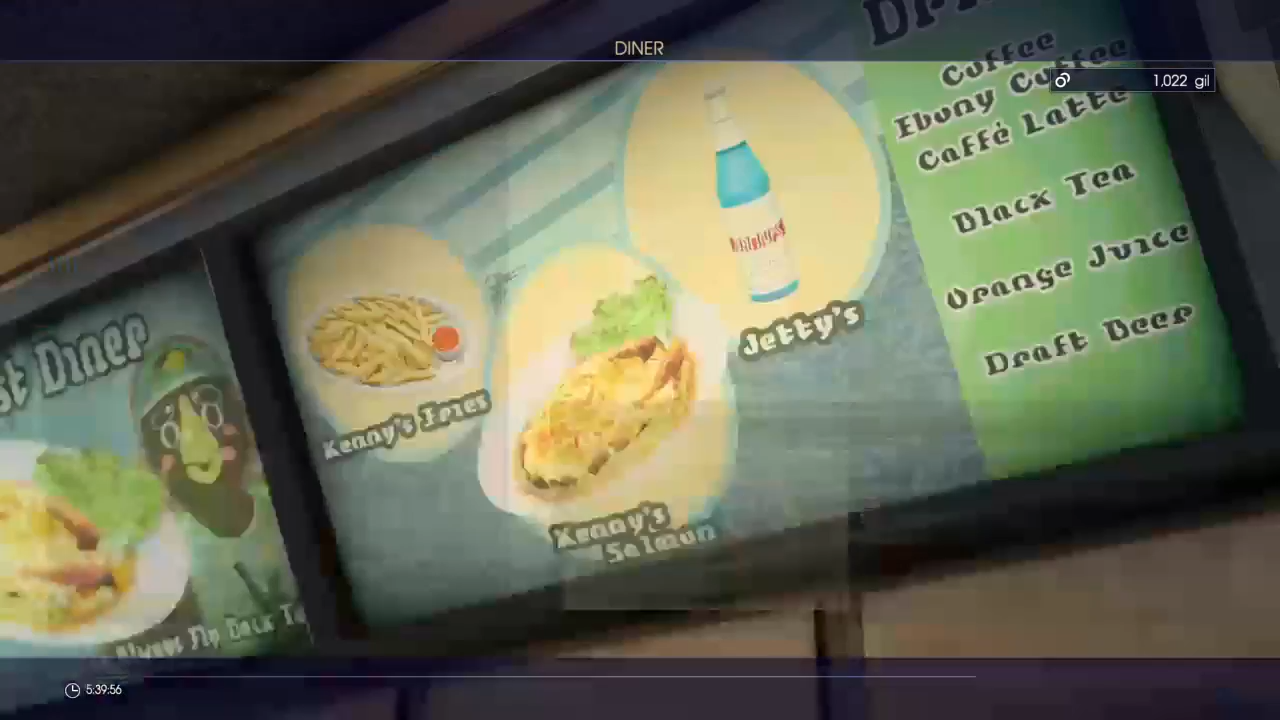 DINER
1,022 gil
Coffee
Ebony Coffee
Caffé Latte
Black Tea
Orange Juice
Draft Beer
Jetty's
st Diner
Kenny's Fries
Kenny's
Salmon
5:39:56